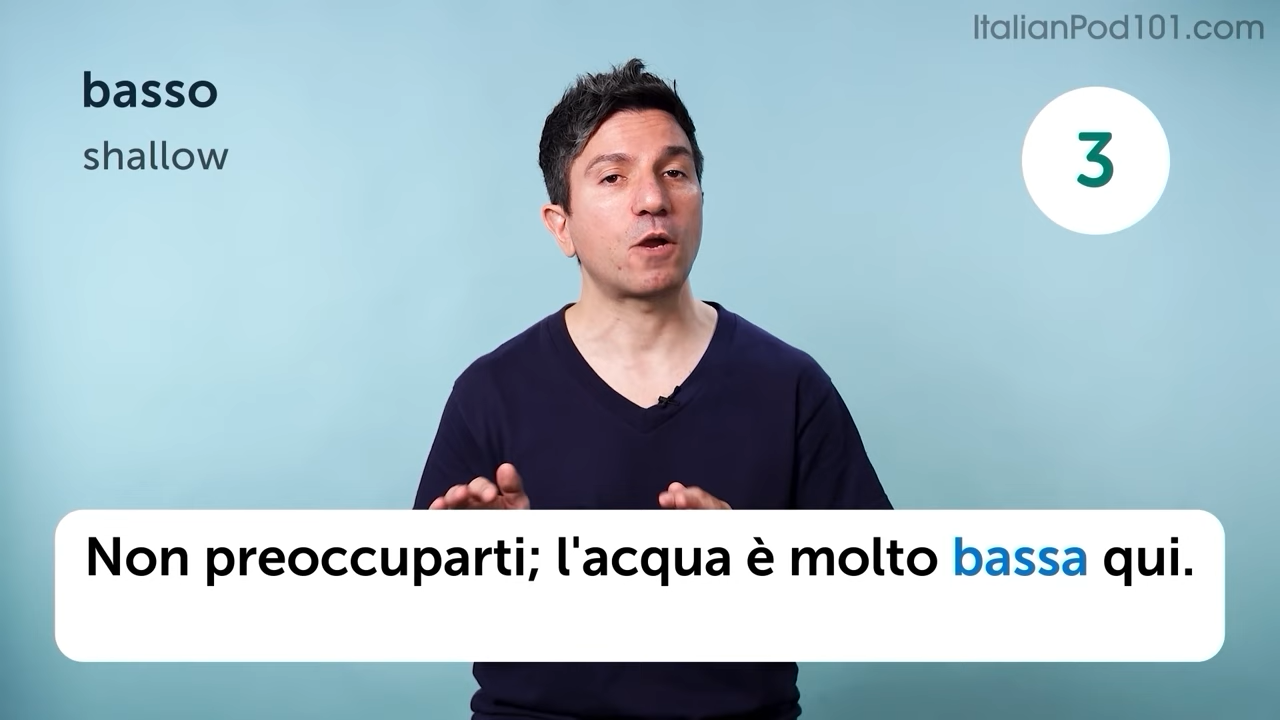 ItalianPod101.com
basso
shallow
3
Non preoccuparti; l'acqua è molto bassa qui.